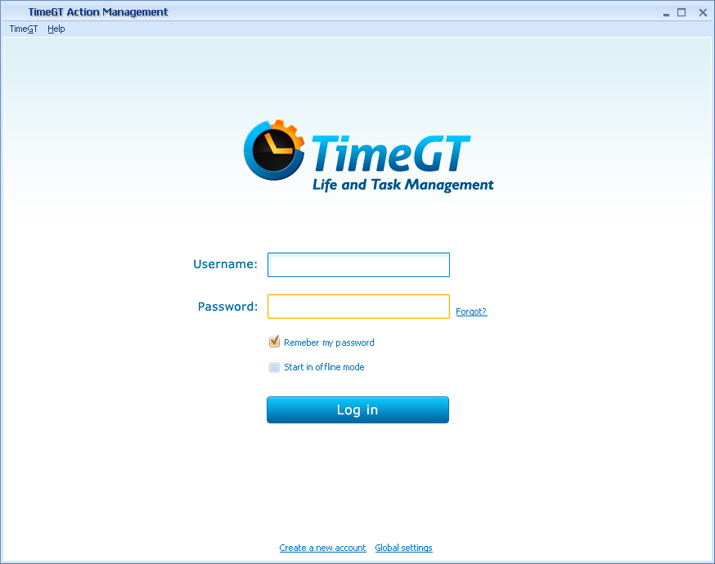 TimeGT Action Management
TimeGT Help
TimeGT
Life and Task Management
Username:
Password:
Forgot?
Remeber my password
Start in offline mode
Log in
Create a new account Global settings